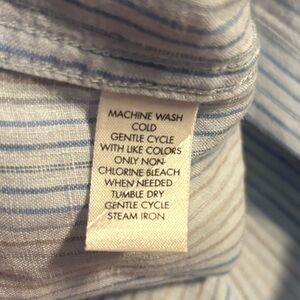 MACHINE WASH
COLD
GENTLE CYCLE
WITH LIKE COLORS
ONLY NON-
CHLORINE BLEACH
WHEN NEEDED
TUMBLE DRY
GENTLE CYCLE
STEAM IRON